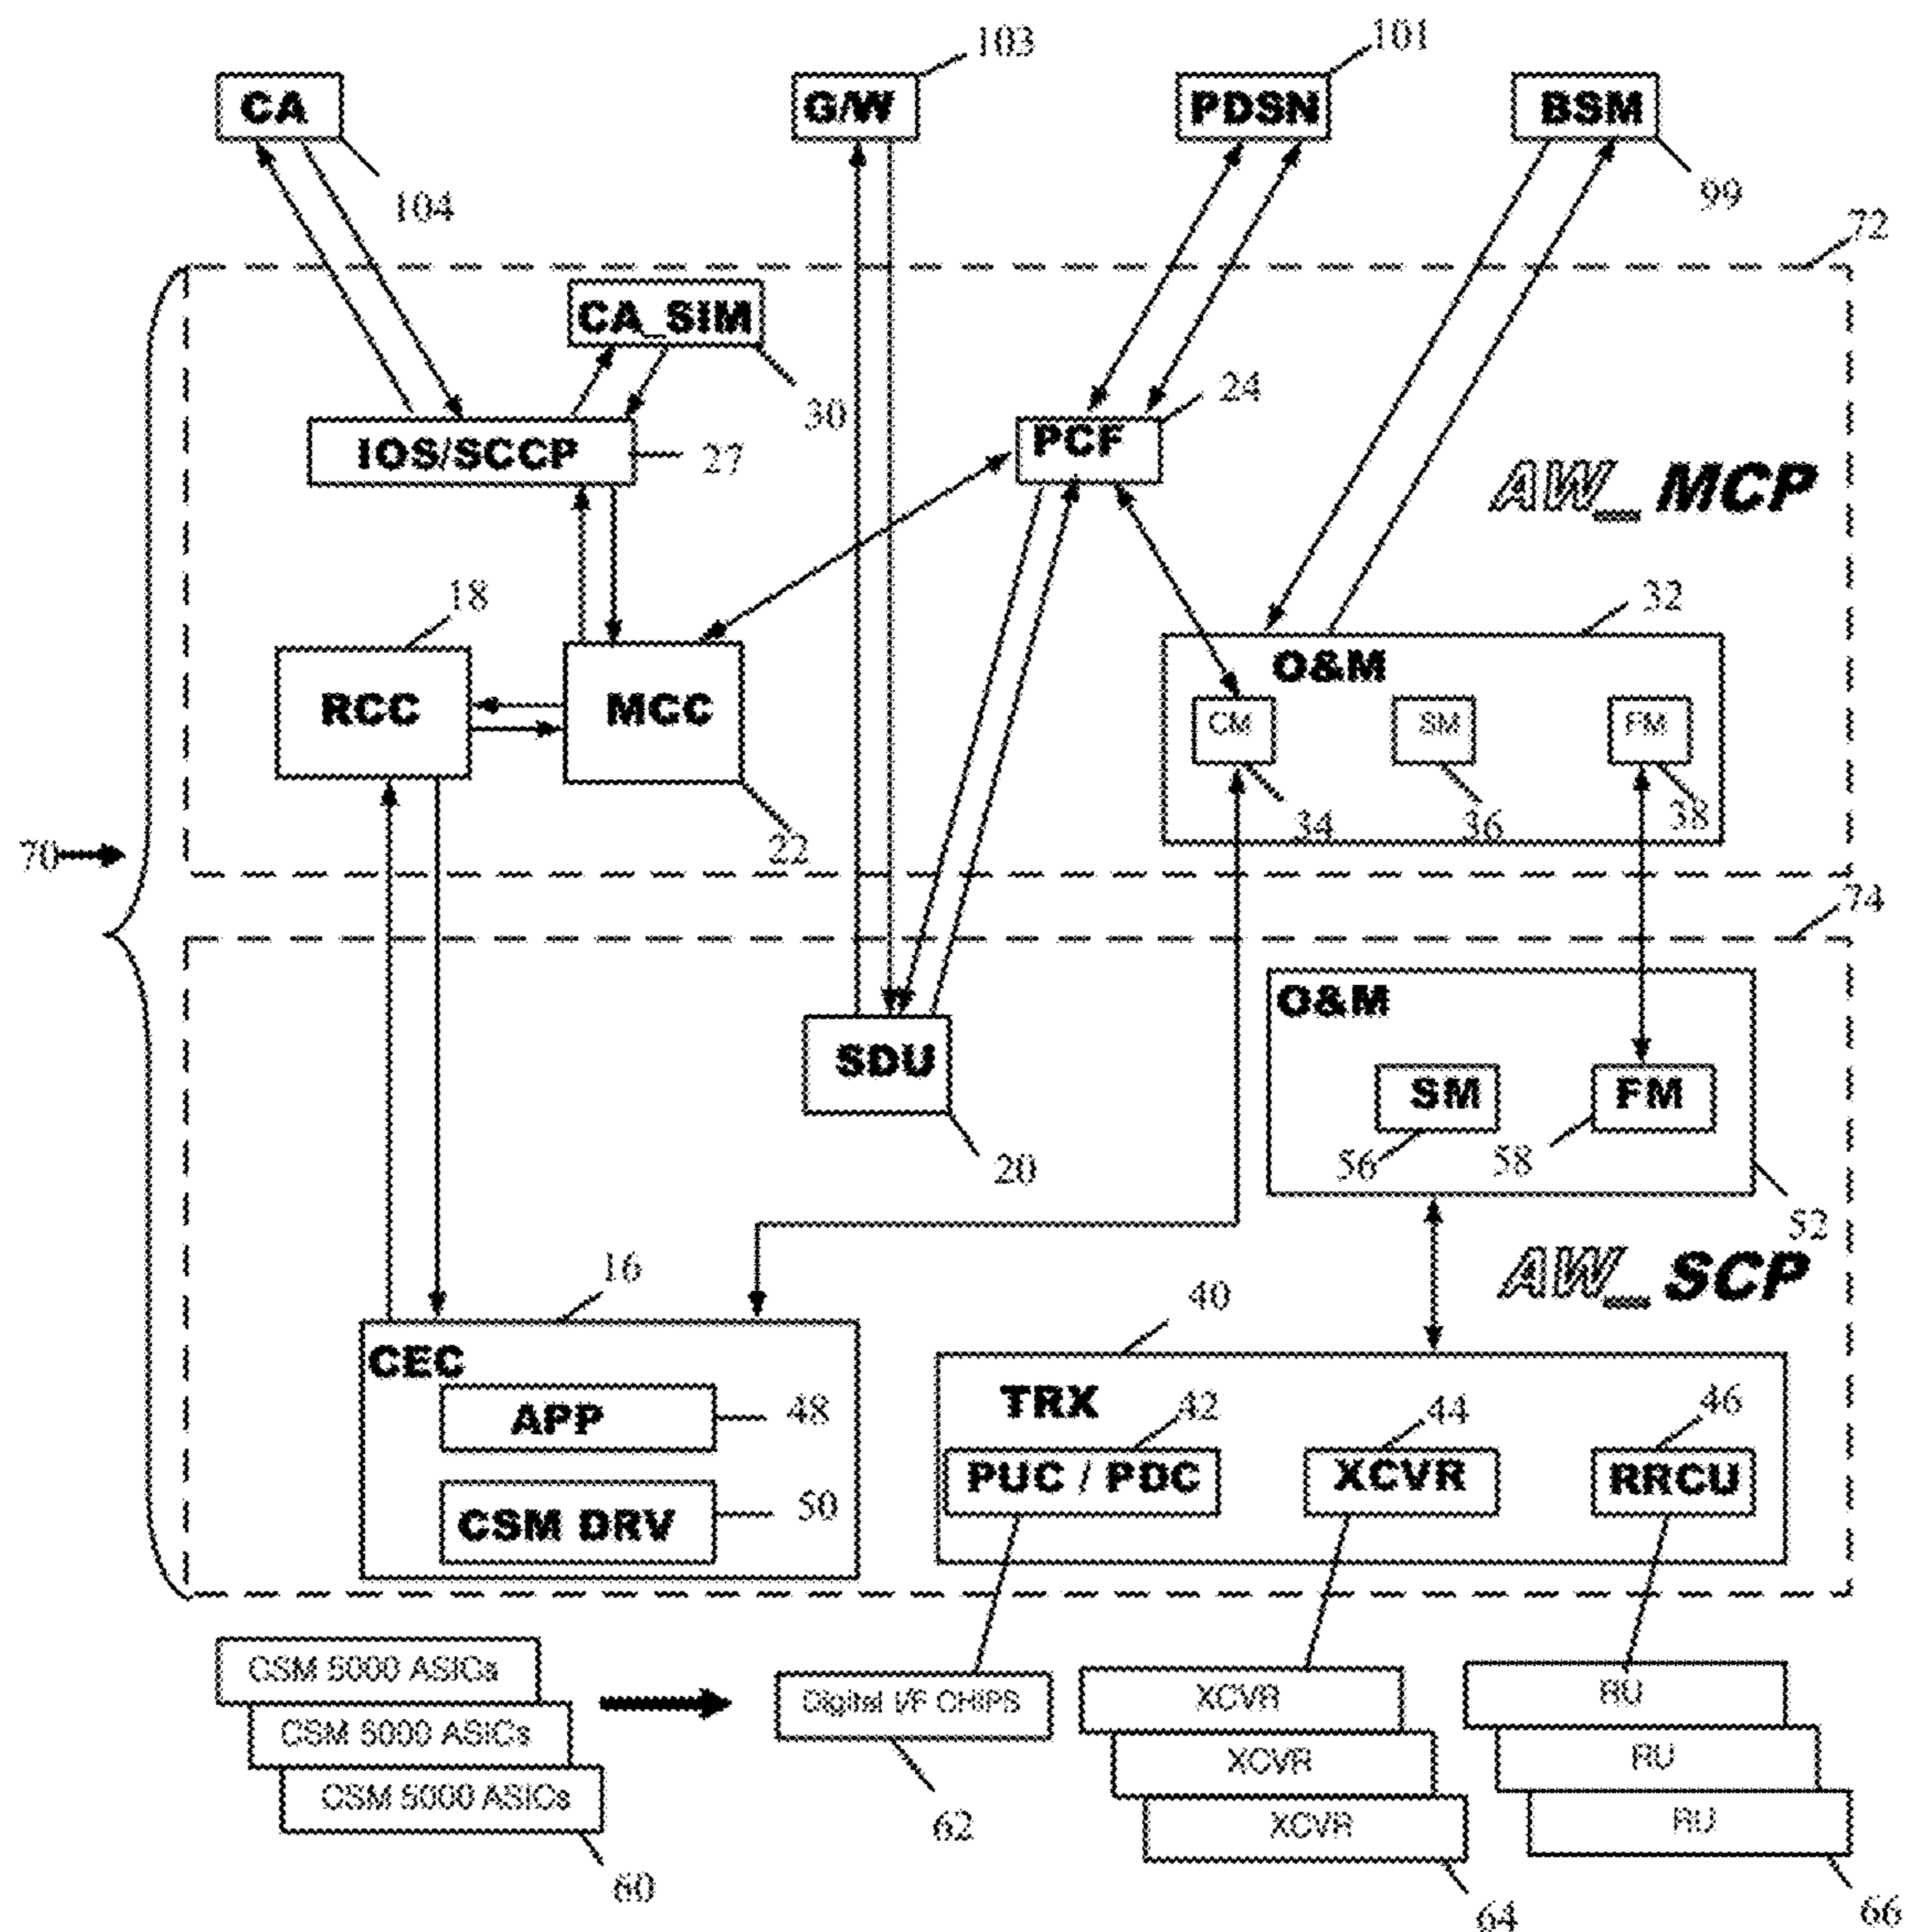 103
101
CA
G/W
PDSN
BSM
104
99
72
CA_SIM
30
24
IOS/SCCP
27
PCF
AW_MCP
18
32
O&M
RCC
MCC
CM
SM
FM
34
36
38
22
70
74
O&M
SDU
SM
FM
20
56
58
52
16
AW_SCP
40
CEC
APP
48
TRX
42
44
46
PUC / PDC
XCVR
RRCU
CSM DRV
50
CSM 5000 ASICs
CSM 5000 ASICs
CSM 5000 ASICs
Digital I/F CHIPS
XCVR
XCVR
XCVR
RU
RU
RU
62
60
64
66